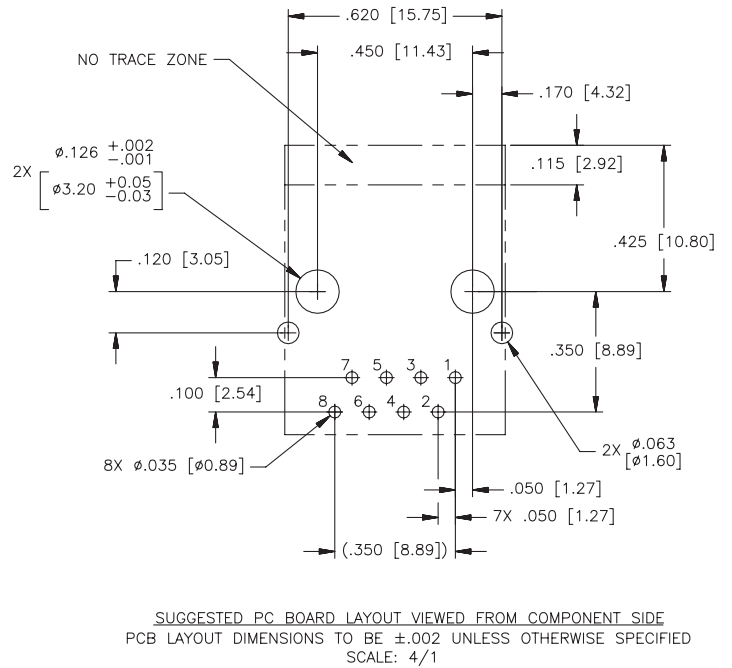 .620 [15.75]
.450 [11.43]
NO TRACE ZONE
.170 [4.32]
ø.126 +.002 -.001
2X [ø3.20 +0.05 -0.03]
.115 [2.92]
.425 [10.80]
.120 [3.05]
.350 [8.89]
7 5 3 1
.100 [2.54]
8 6 4 2
2X ø.063 [ø1.60]
8X ø.035 [ø0.89]
.050 [1.27]
7X .050 [1.27]
(.350 [8.89])
SUGGESTED PC BOARD LAYOUT VIEWED FROM COMPONENT SIDE
PCB LAYOUT DIMENSIONS TO BE ±.002 UNLESS OTHERWISE SPECIFIED
SCALE: 4/1